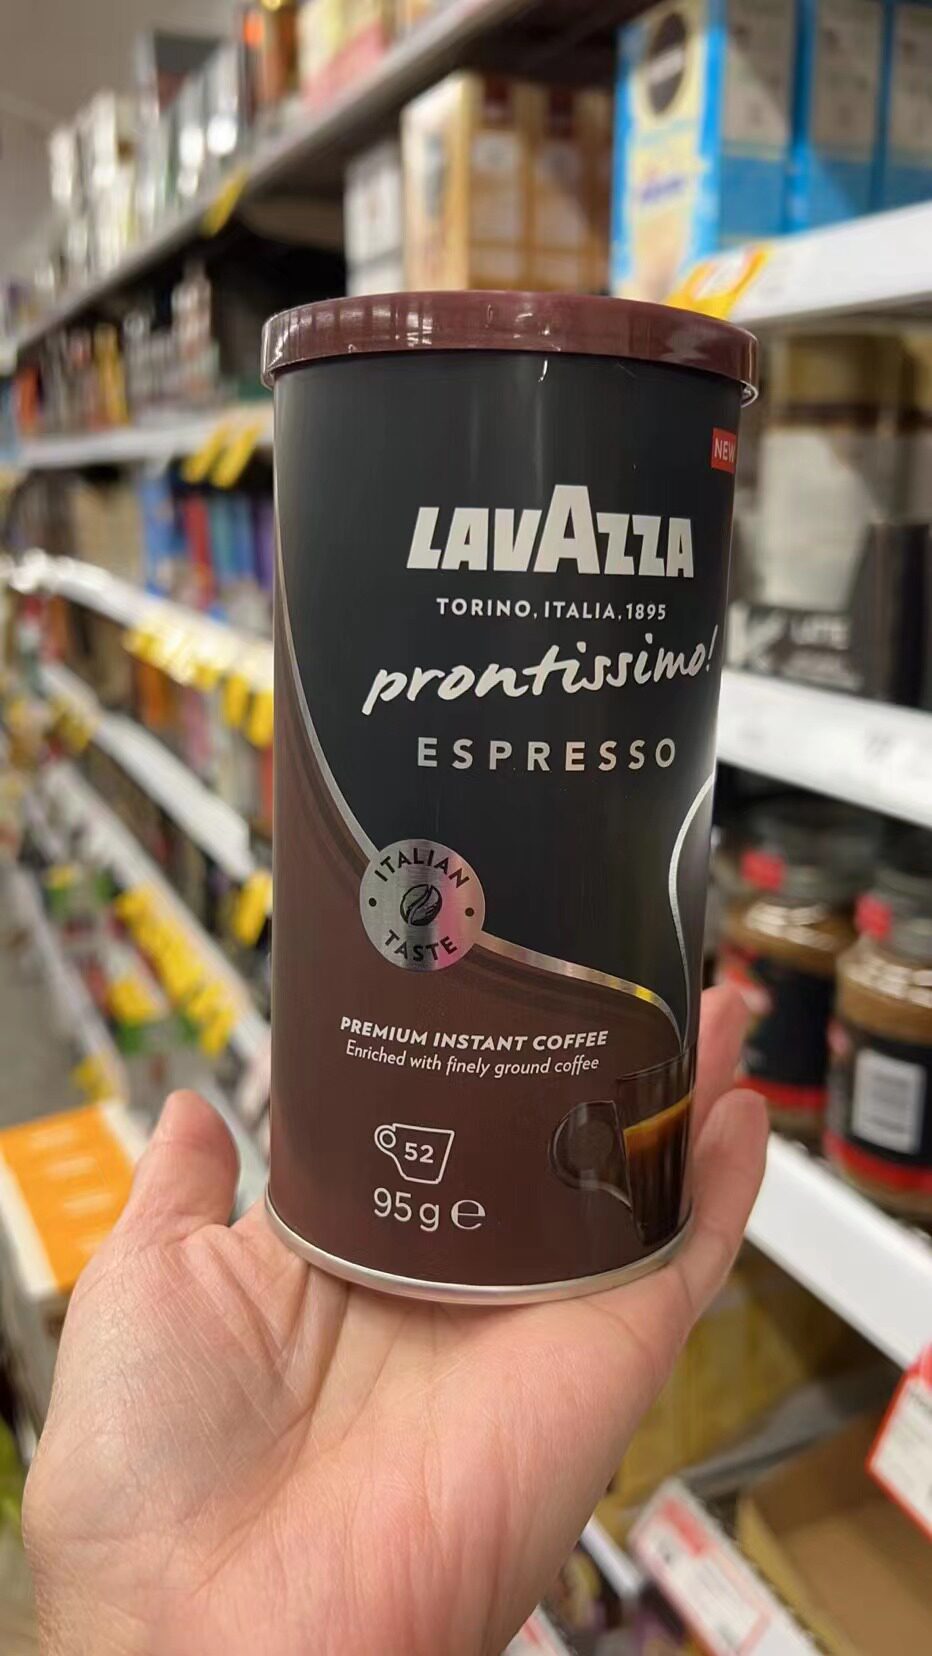 NEW
LAVAZZA
TORINO, ITALIA, 1895
prontissimo!
ESPRESSO
ITALIAN
TASTE
PREMIUM INSTANT COFFEE
Enriched with finely ground coffee
52
95g e